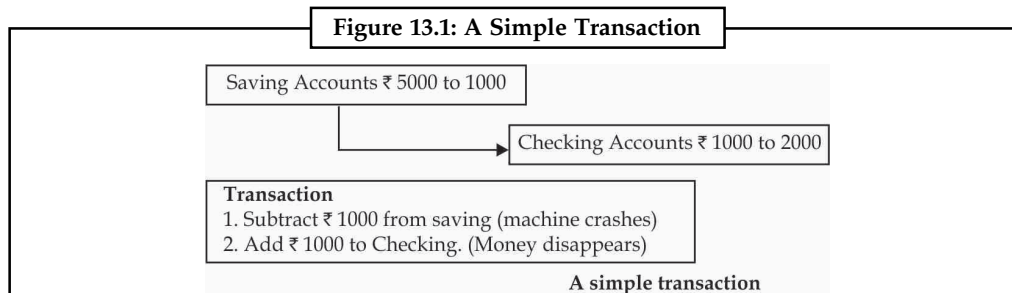 Figure 13.1: A Simple Transaction
Saving Accounts ₹ 5000 to 1000
Checking Accounts ₹ 1000 to 2000
Transaction
1. Subtract ₹ 1000 from saving (machine crashes)
2. Add ₹ 1000 to Checking. (Money disappears)
A simple transaction